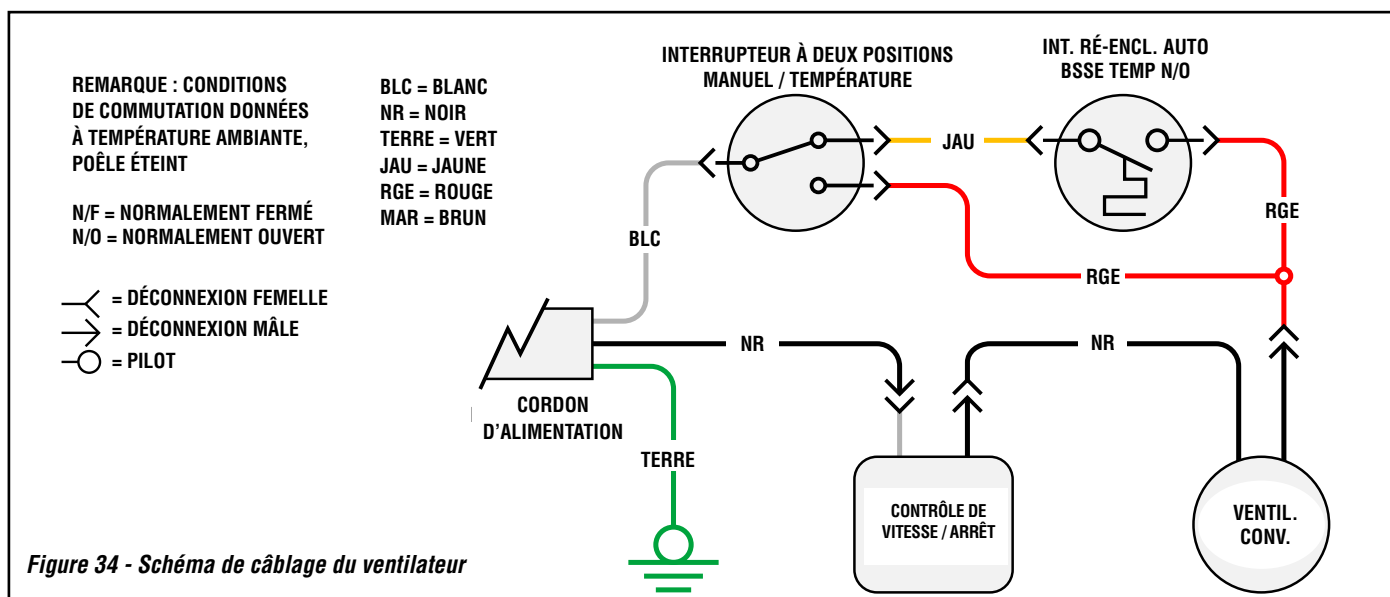 REMARQUE : CONDITIONS
DE COMMUTATION DONNÉES
À TEMPÉRATURE AMBIANTE,
POÊLE ÉTEINT
N/F = NORMALEMENT FERMÉ
N/O = NORMALEMENT OUVERT
= DÉCONNEXION FEMELLE
= DÉCONNEXION MÂLE
= PILOT
BLC = BLANC
NR = NOIR
TERRE = VERT
JAU = JAUNE
RGE = ROUGE
MAR = BRUN
INTERRUPTEUR À DEUX POSITIONS
MANUEL / TEMPÉRATURE
INT. RÉ-ENCL. AUTO
BSSE TEMP N/O
JAU
RGE
BLC
RGE
NR
NR
CORDON
D'ALIMENTATION
TERRE
CONTRÔLE DE
VITESSE / ARRÊT
VENTIL.
CONV.
Figure 34 - Schéma de câblage du ventilateur